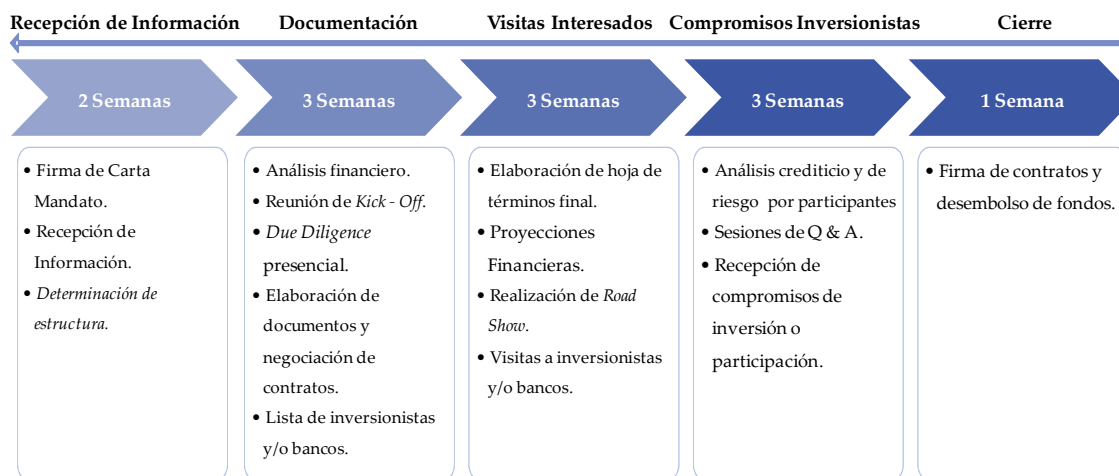 Recepción de Información
2 Semanas
• Firma de Carta
Mandato.
• Recepción de
Información.
• Determinación de
estructura.
Documentación
3 Semanas
• Análisis financiero.
• Reunión de Kick - Off.
• Due Diligence
presencial.
• Elaboración de
documentos y
negociación de
contratos.
• Lista de inversionistas
y/o bancos.
Visitas Interesados
3 Semanas
• Elaboración de hoja de
términos final.
• Proyecciones
Financieras.
• Realización de Road
Show.
• Visitas a inversionistas
y/o bancos.
Compromisos Inversionistas
3 Semanas
• Análisis crediticio y de
riesgo por participantes
• Sesiones de Q & A.
• Recepción de
compromisos de
inversión o
participación.
Cierre
1 Semana
• Firma de contratos y
desembolso de fondos.